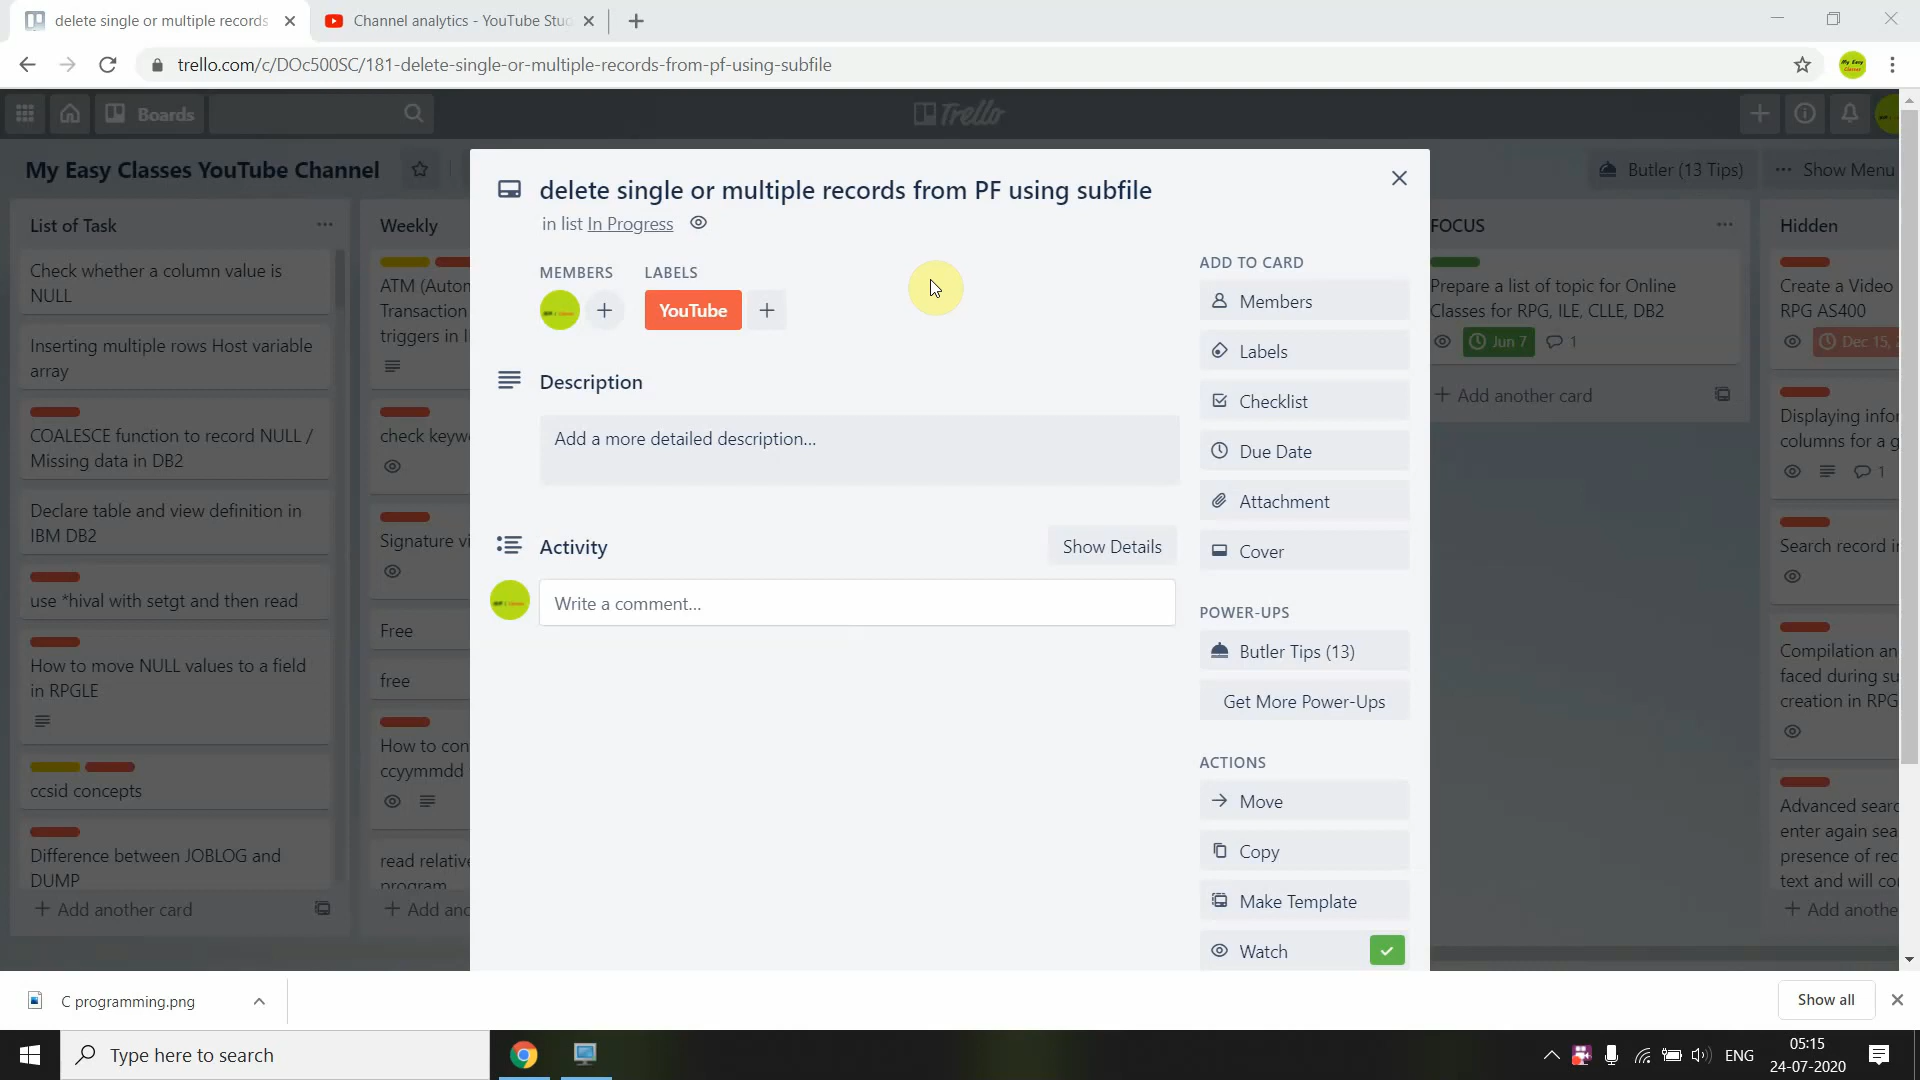 delete single or multiple records
Channel analytics - YouTube Stu
trello.com/c/DOc500SC/181-delete-single-or-multiple-records-from-pf-using-subfile
Boards
Trello
My Easy Classes YouTube Channel
Butler (13 Tips)
Show Menu
List of Task
Check whether a column value is
NULL
Inserting multiple rows Host variable
array
COALESCE function to record NULL /
Missing data in DB2
Declare table and view definition in
IBM DB2
use *hival with setgt and then read
How to move NULL values to a field
in RPGLE
ccsid concepts
Difference between JOBLOG and
DUMP
+ Add another card
Weekly
ATM (Auton
Transaction
triggers in I
check keyw
Signature vi
Free
free
How to con
ccyymmdd
read relative
program
+ Add ano
delete single or multiple records from PF using subfile
in list In Progress
MEMBERS
LABELS
YouTube
Description
Add a more detailed description...
Activity
Show Details
Write a comment...
ADD TO CARD
Members
Labels
Checklist
Due Date
Attachment
Cover
POWER-UPS
Butler Tips (13)
Get More Power-Ups
ACTIONS
Move
Copy
Make Template
Watch
FOCUS
Prepare a list of topic for Online
Classes for RPG, ILE, CLLE, DB2
Jun 7
1
+ Add another card
Hidden
Create a Video
RPG AS400
Dec 15,
Displaying infor
columns for a g
1
Search record in
Compilation an
faced during su
creation in RPG
Advanced searc
enter again sea
presence of rec
text and will co
+ Add anothe
C programming.png
Show all
Type here to search
ENG
05:15
24-07-2020